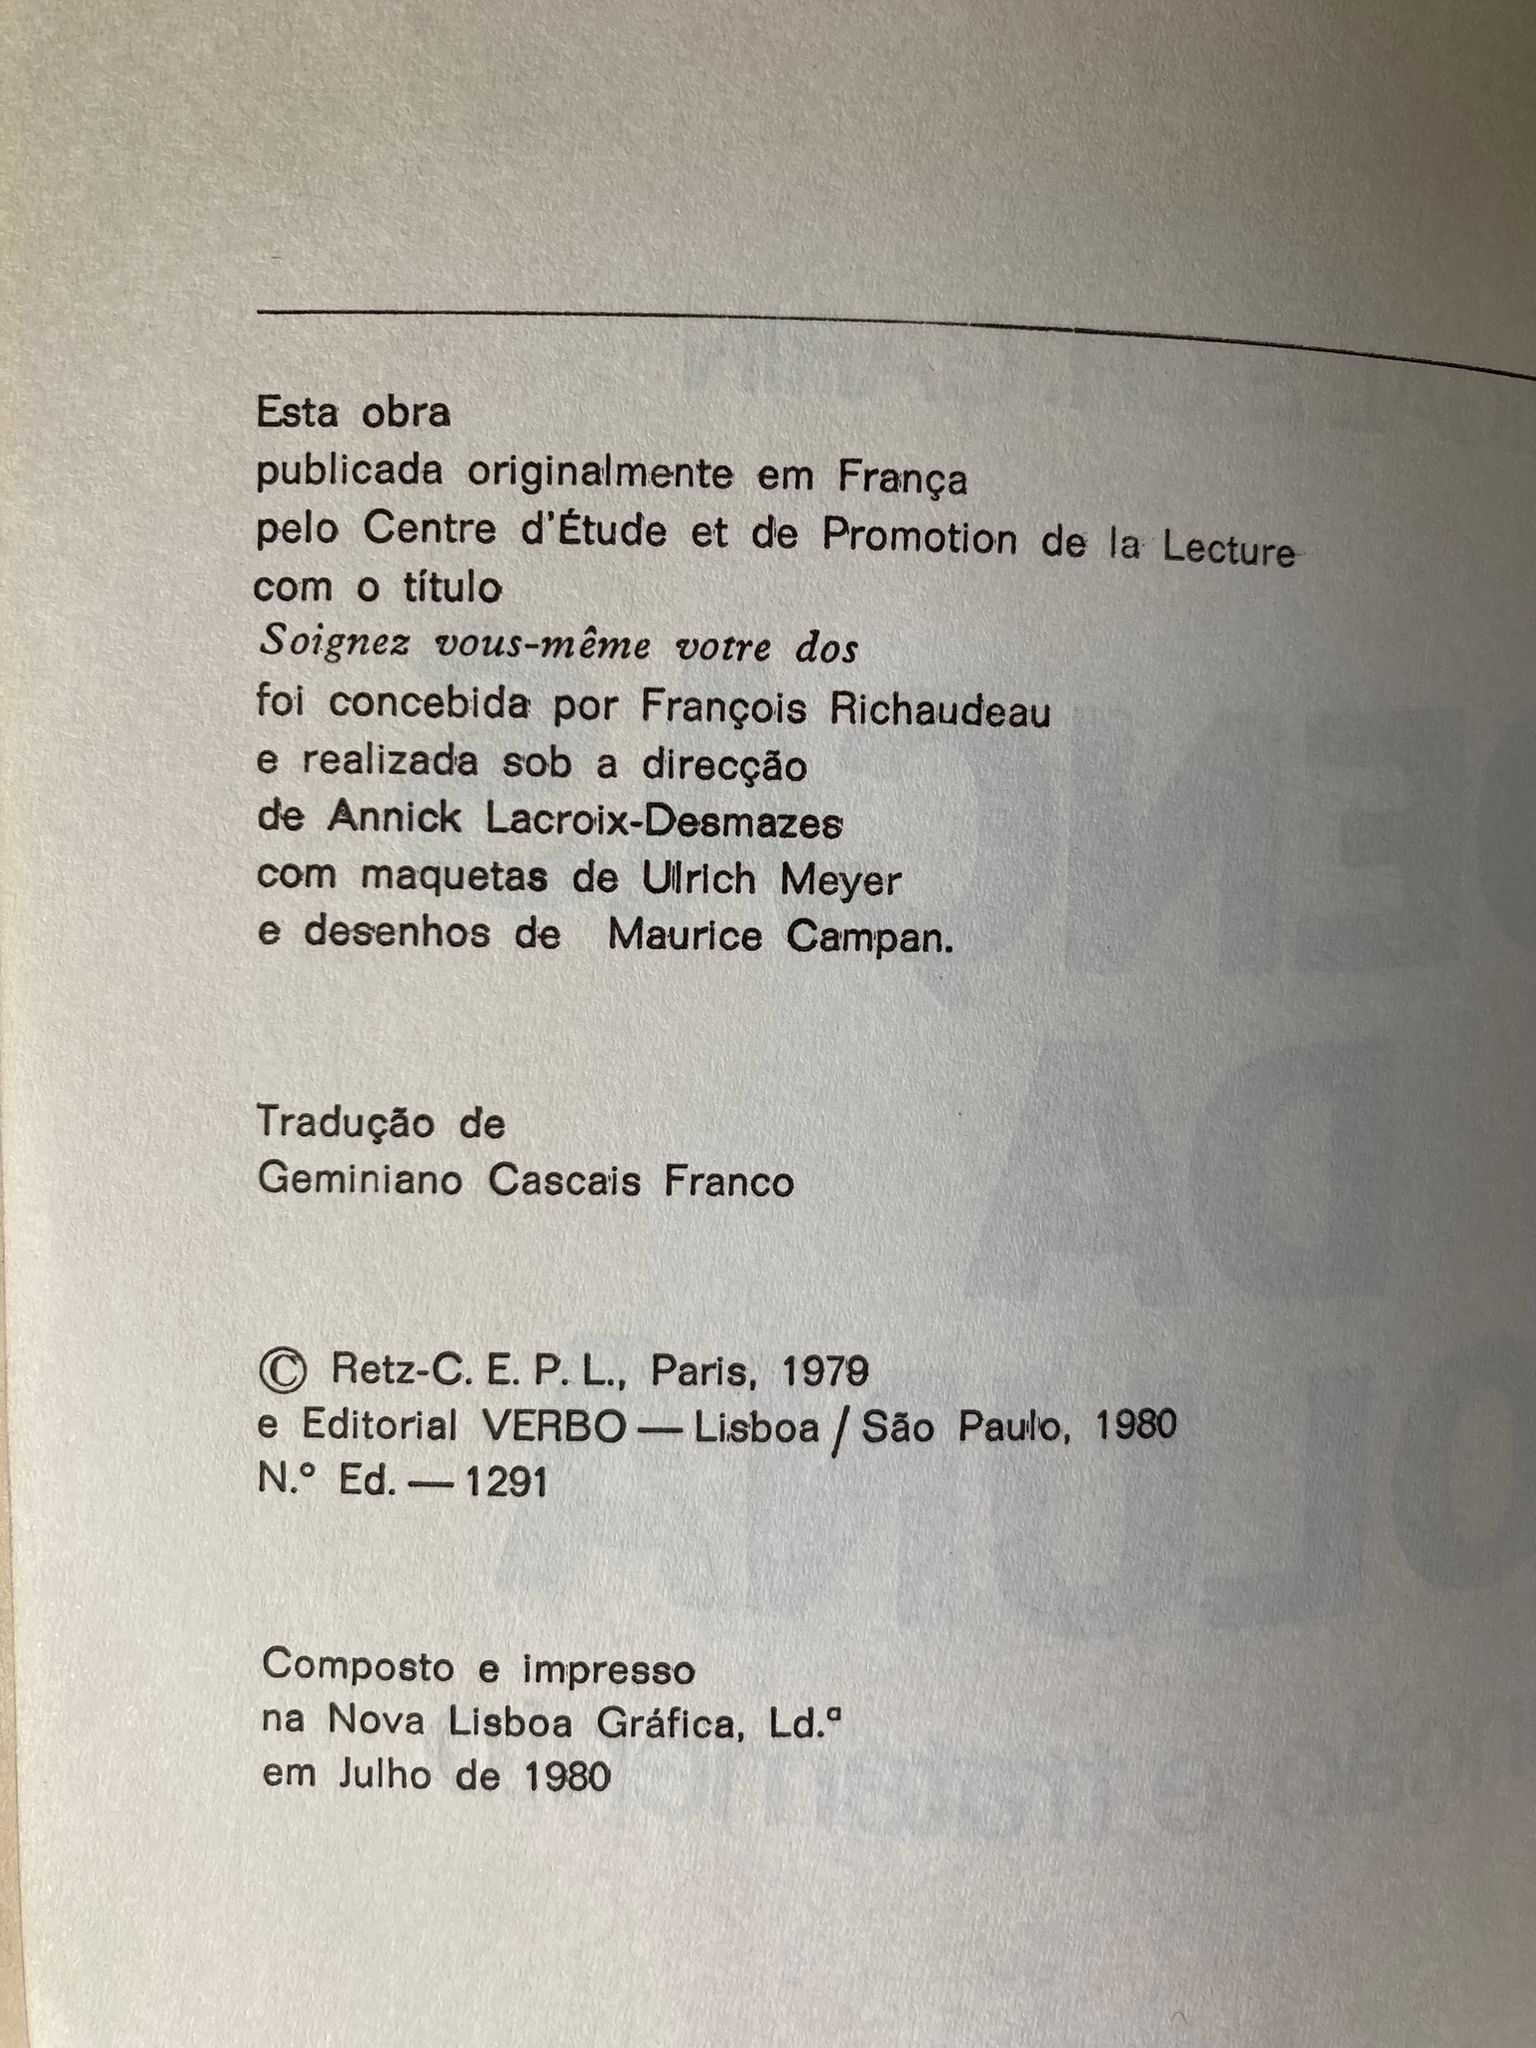 Esta obra
publicada originalmente em França
pelo Centre d'Étude et de Promotion de la Lecture
com o título
Soignez vous-même votre dos
foi concebida por François Richaudeau
e realizada sob a direcção
de Annick Lacroix-Desmazes
com maquetas de Ulrich Meyer
e desenhos de Maurice Campan.
Tradução de
Geminiano Cascais Franco
© Retz-C. E. P. L., Paris, 1979
e Editorial VERBO — Lisboa / São Paulo, 1980
N.º Ed. — 1291
Composto e impresso
na Nova Lisboa Gráfica, Ld.ª
em Julho de 1980